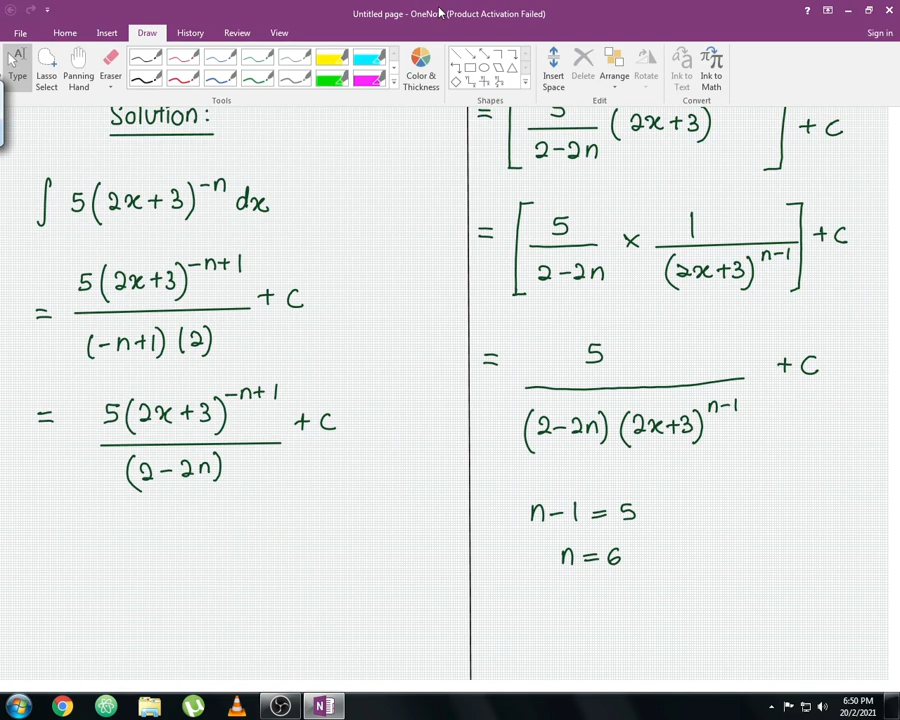 Untitled page - OneNote (Product Activation Failed)
File Home Insert Draw History Review View Sign in
Type Lasso Select Panning Hand Eraser Color & Thickness Insert Space Delete Arrange Rotate Ink to Text Ink to Math
Tools Shapes Edit Convert
Solution:
∫ 5(2x+3)^{-n} dx
= 5(2x+3)^{-n+1} / (-n+1)(2) + c
= 5(2x+3)^{-n+1} / (2-2n) + c
= [ 5/(2-2n) (2x+3) ] + c
= [ 5/(2-2n) × 1/(2x+3)^{n-1} ] + c
= 5 / (2-2n)(2x+3)^{n-1} + c
n-1 = 5
n = 6
6:50 PM
20/2/2021